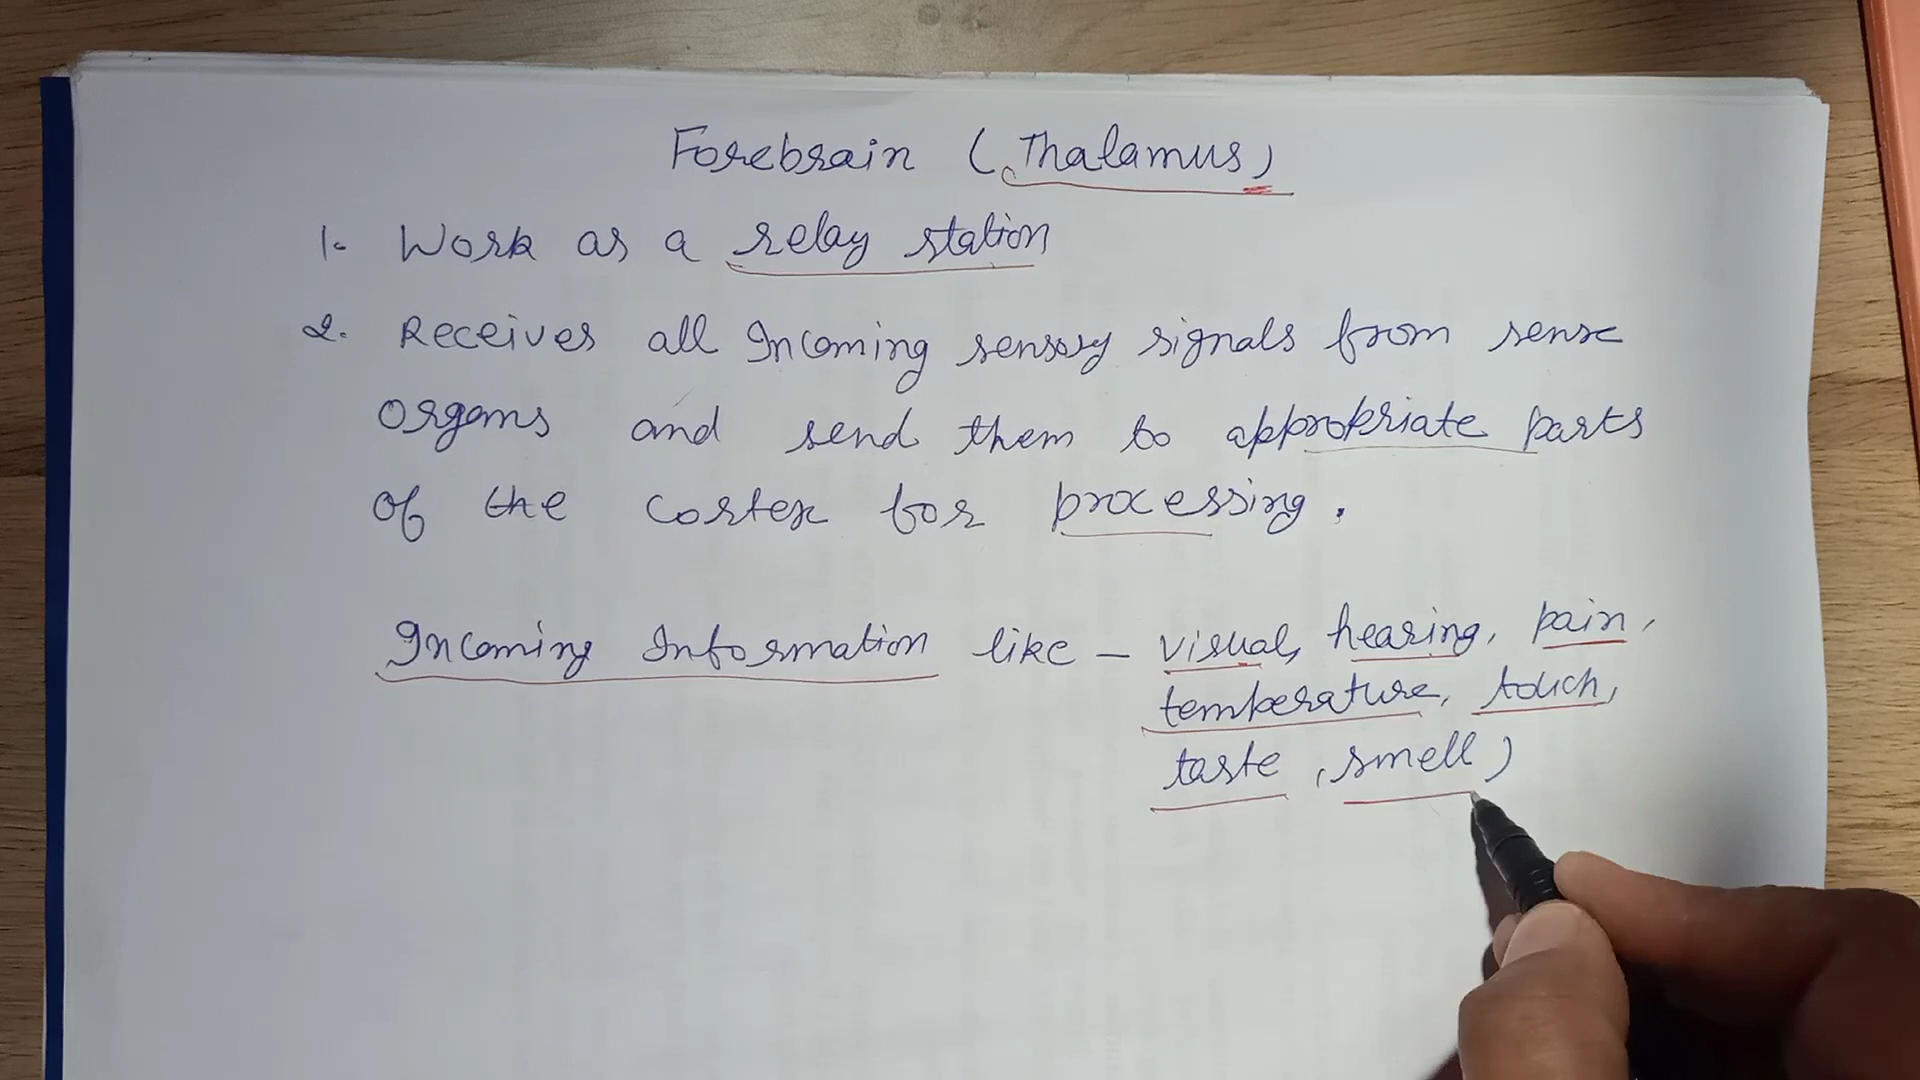 Forebrain (Thalamus)
1. Work as a relay station
2. Receives all Incoming sensory signals from sense
organs and send them to appropriate parts
of the cortex for processing.
Incoming Information like – visual, hearing, pain,
temperature, touch,
taste, smell)